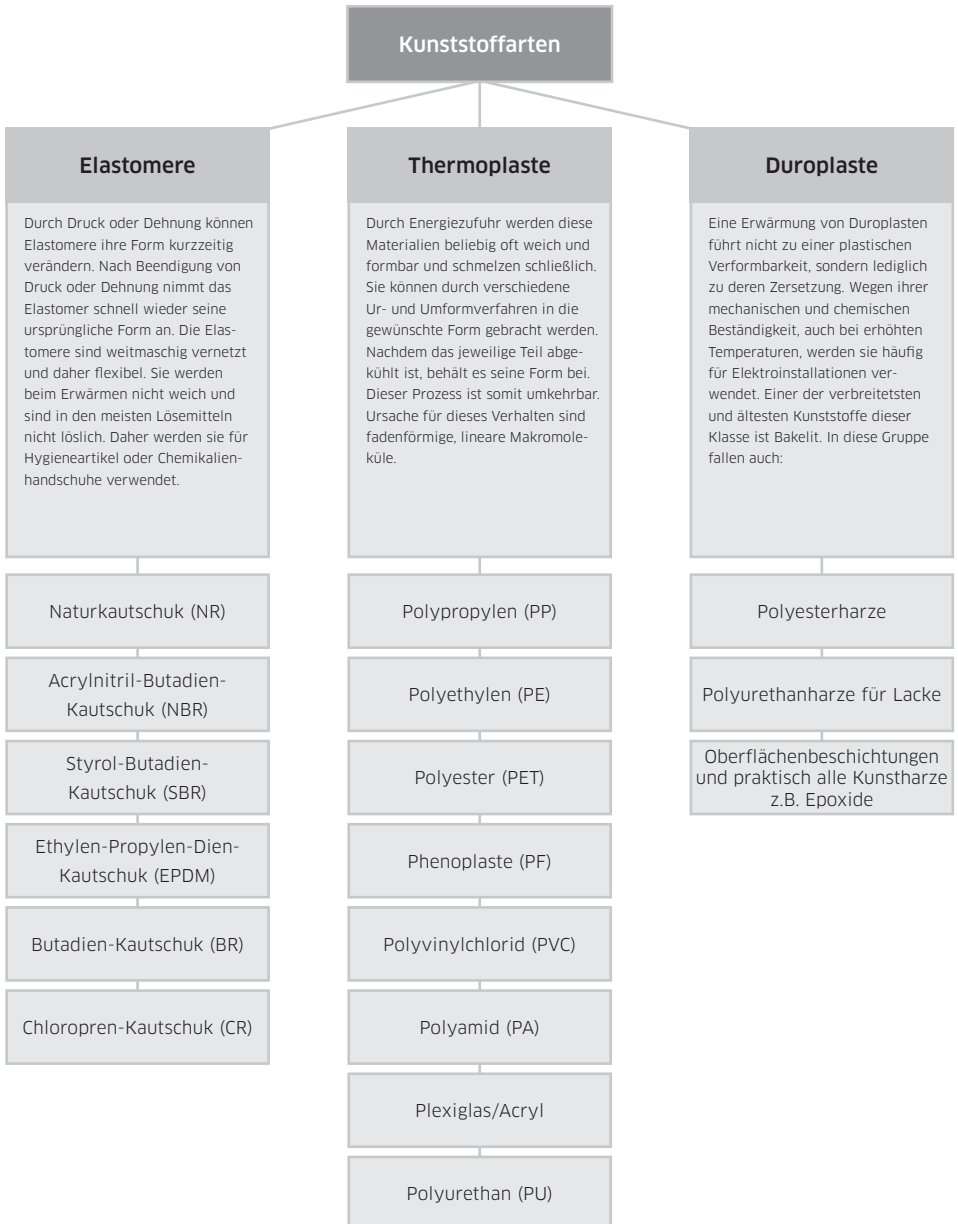 Kunststoffarten
Elastomere
Durch Druck oder Dehnung können
Elastomere ihre Form kurzzeitig
verändern. Nach Beendigung von
Druck oder Dehnung nimmt das
Elastomer schnell wieder seine
ursprüngliche Form an. Die Elas-
tomere sind weitmaschig vernetzt
und daher flexibel. Sie werden
beim Erwärmen nicht weich und
sind in den meisten Lösemitteln
nicht löslich. Daher werden sie für
Hygieneartikel oder Chemikalien-
handschuhe verwendet.
Naturkautschuk (NR)
Acrylnitril-Butadien-
Kautschuk (NBR)
Styrol-Butadien-
Kautschuk (SBR)
Ethylen-Propylen-Dien-
Kautschuk (EPDM)
Butadien-Kautschuk (BR)
Chloropren-Kautschuk (CR)
Thermoplaste
Durch Energiezufuhr werden diese
Materialien beliebig oft weich und
formbar und schmelzen schließlich.
Sie können durch verschiedene
Ur- und Umformverfahren in die
gewünschte Form gebracht werden.
Nachdem das jeweilige Teil abge-
kühlt ist, behält es seine Form bei.
Dieser Prozess ist somit umkehrbar.
Ursache für dieses Verhalten sind
fadenförmige, lineare Makromole-
küle.
Polypropylen (PP)
Polyethylen (PE)
Polyester (PET)
Phenoplaste (PF)
Polyvinylchlorid (PVC)
Polyamid (PA)
Plexiglas/Acryl
Polyurethan (PU)
Duroplaste
Eine Erwärmung von Duroplasten
führt nicht zu einer plastischen
Verformbarkeit, sondern lediglich
zu deren Zersetzung. Wegen ihrer
mechanischen und chemischen
Beständigkeit, auch bei erhöhten
Temperaturen, werden sie häufig
für Elektroinstallationen ver-
wendet. Einer der verbreitetsten
und ältesten Kunststoffe dieser
Klasse ist Bakelit. In diese Gruppe
fallen auch:
Polyesterharze
Polyurethanharze für Lacke
Oberflächenbeschichtungen
und praktisch alle Kunstharze
z.B. Epoxide